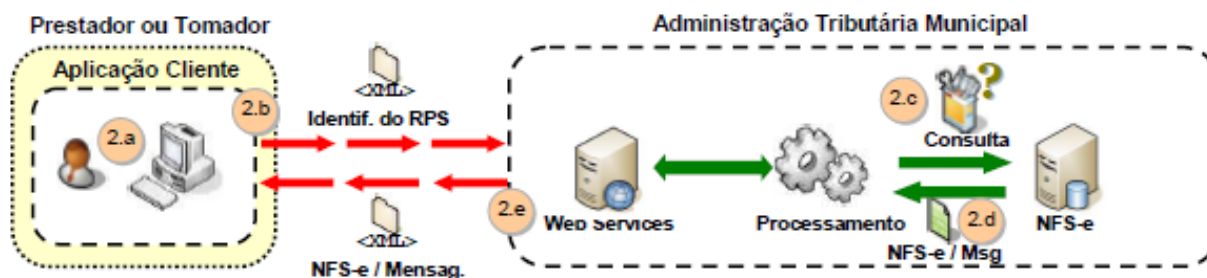 Prestador ou Tomador
Administração Tributária Municipal
Aplicação Cliente
2.a
2.b
<XML>
Identif. do RPS
2.c
Consulta
<XML>
NFS-e / Mensag.
2.e
Web Services
Processamento
2.d
NFS-e / Msg
NFS-e